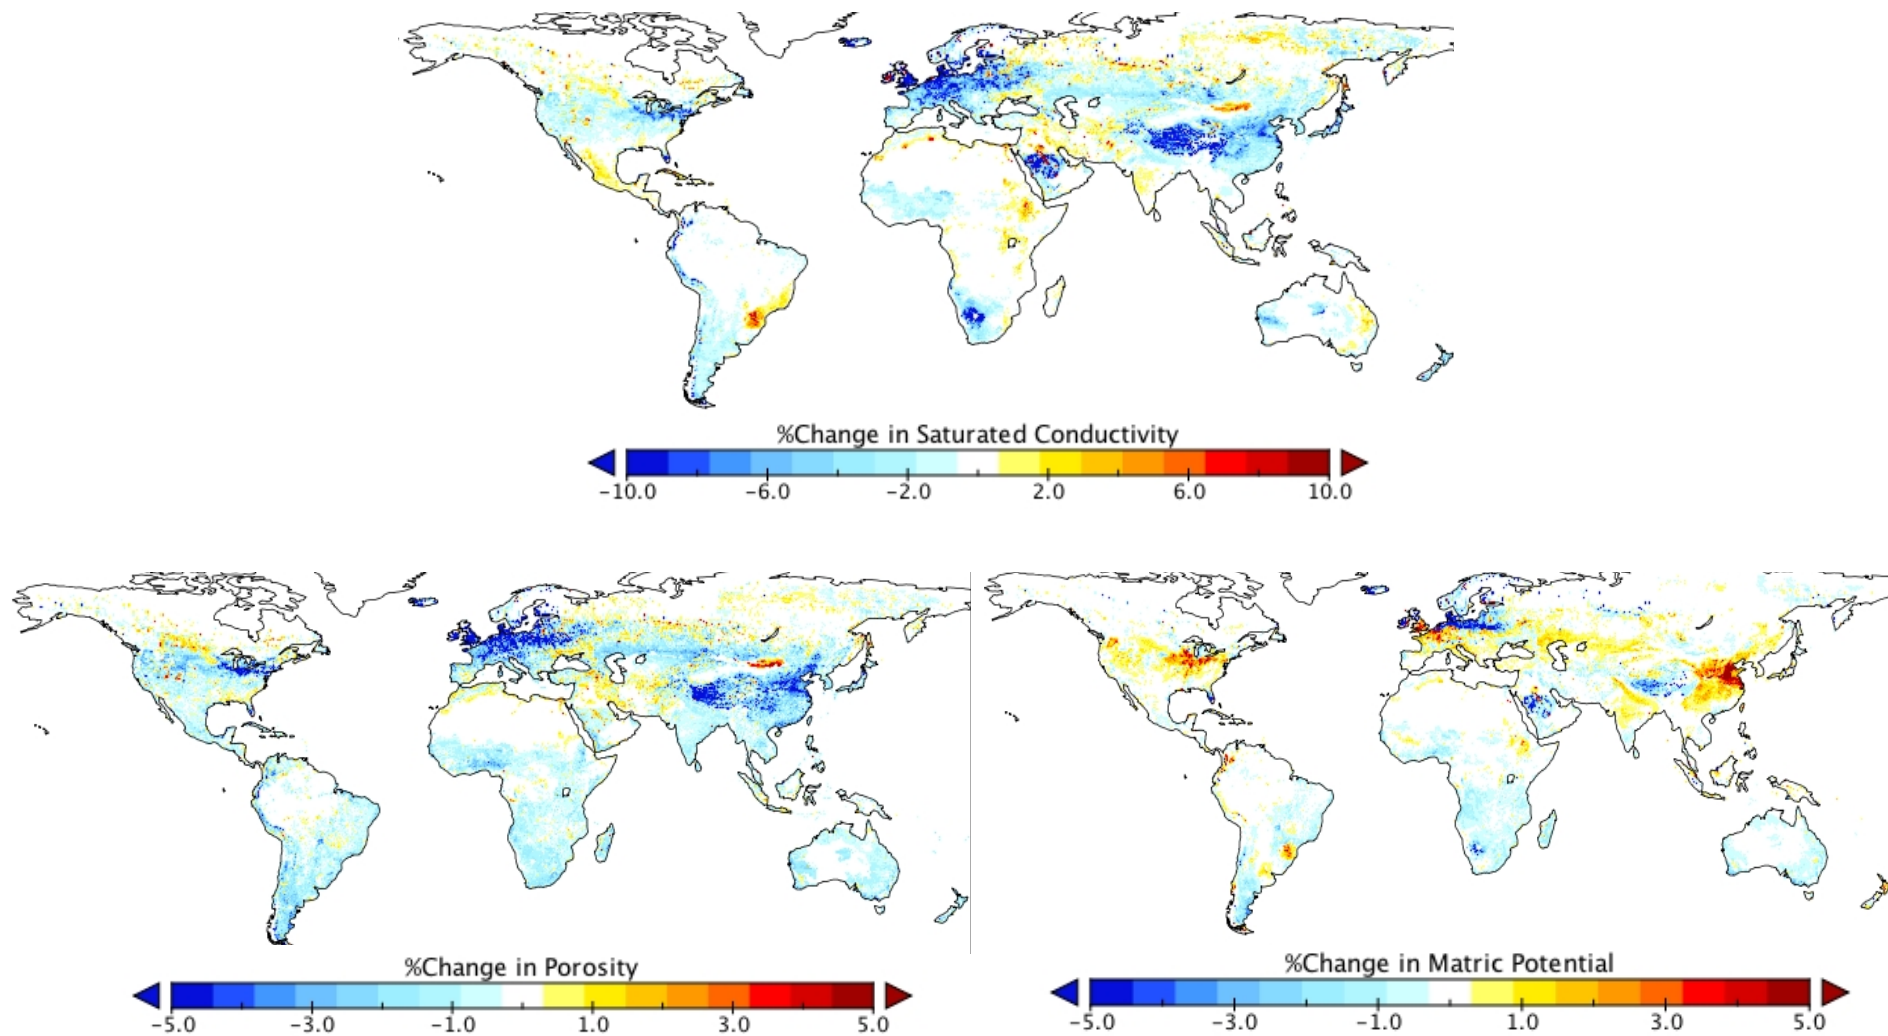 %Change in Saturated Conductivity
−10.0 −6.0 −2.0 2.0 6.0 10.0
%Change in Porosity
−5.0 −3.0 −1.0 1.0 3.0 5.0
%Change in Matric Potential
−5.0 −3.0 −1.0 1.0 3.0 5.0